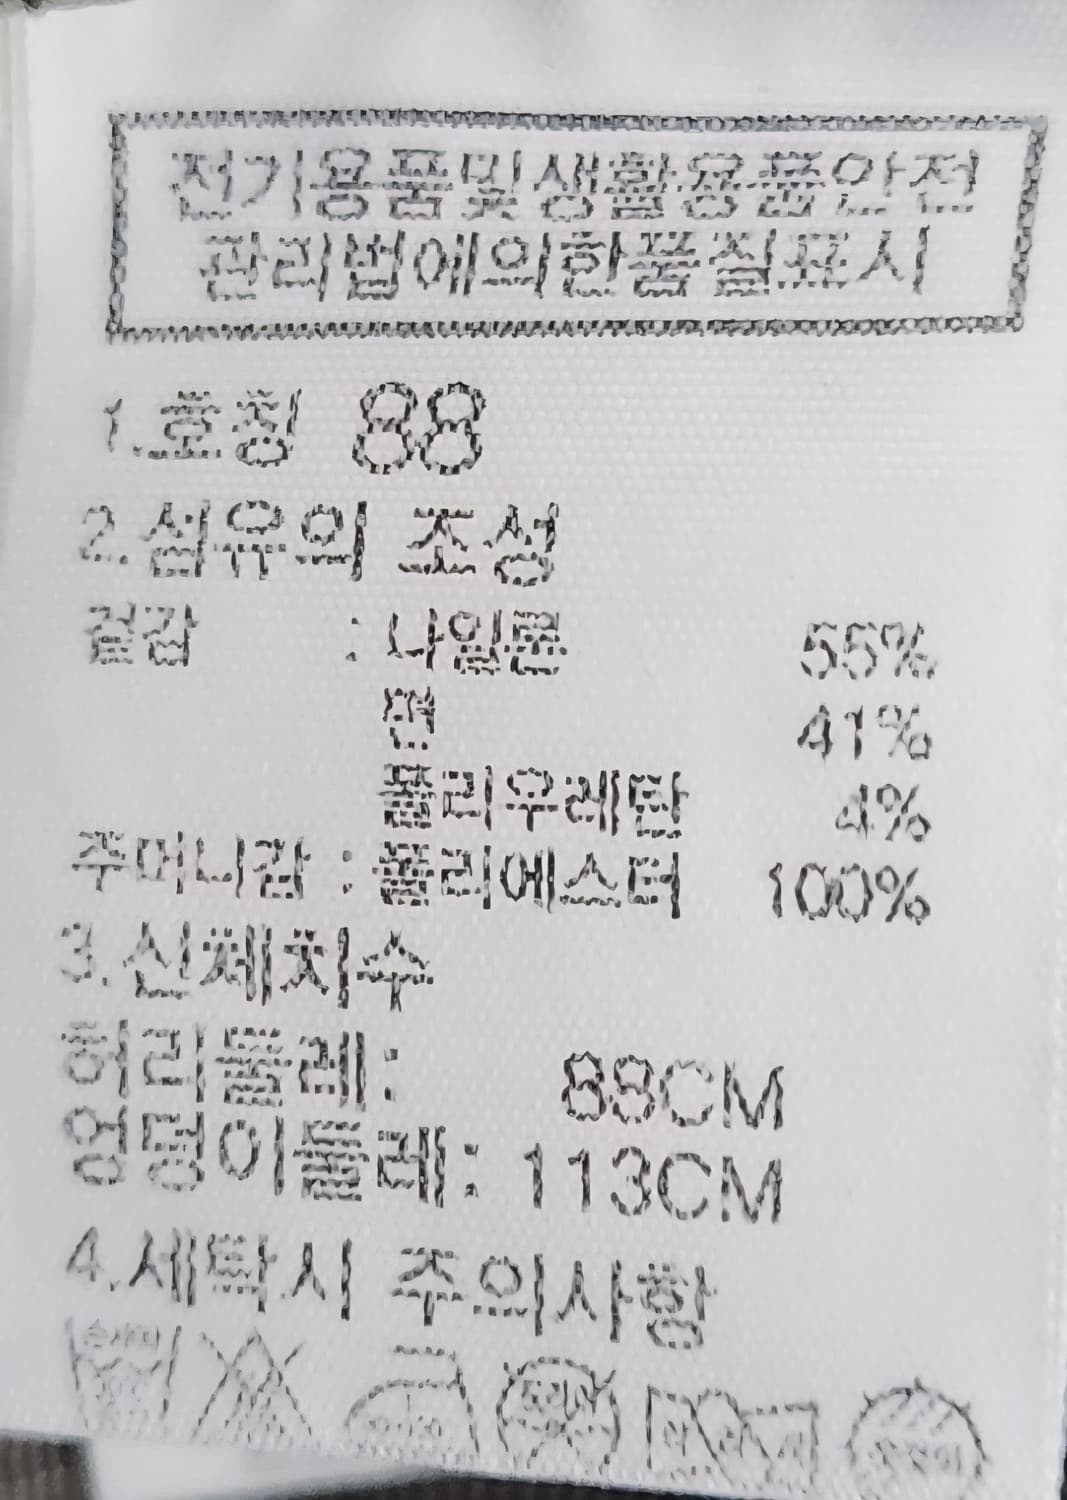 전기용품및생활용품안전
관리법에의한품질표시
1.호칭 88
2.섬유의 조성
겉감 : 나일론 55%
면 41%
폴리우레탄 4%
주머니감 : 폴리에스터 100%
3.신체치수
허리둘레: 88CM
엉덩이둘레: 113CM
4.세탁시 주의사항
손세탁